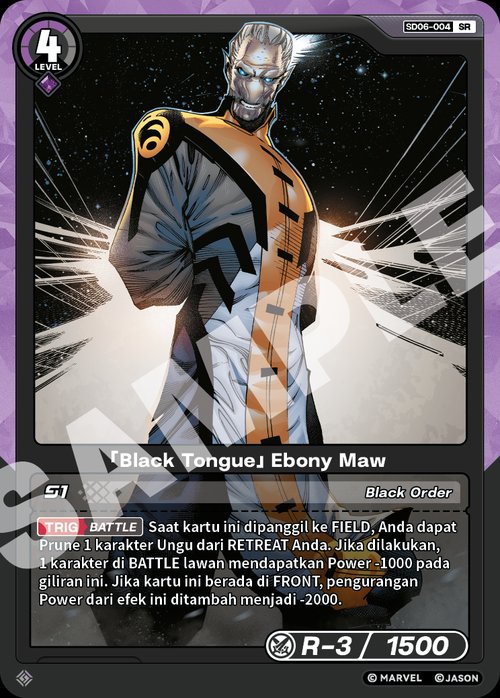 4
LEVEL
SD06-004 SR
SAMPLE
「Black Tongue」 Ebony Maw
S1
Black Order
TRIG BATTLE Saat kartu ini dipanggil ke FIELD, Anda dapat
Prune 1 karakter Ungu dari RETREAT Anda. Jika dilakukan,
1 karakter di BATTLE lawan mendapatkan Power -1000 pada
giliran ini. Jika kartu ini berada di FRONT, pengurangan
Power dari efek ini ditambah menjadi -2000.
R-3 / 1500
© MARVEL © JASON